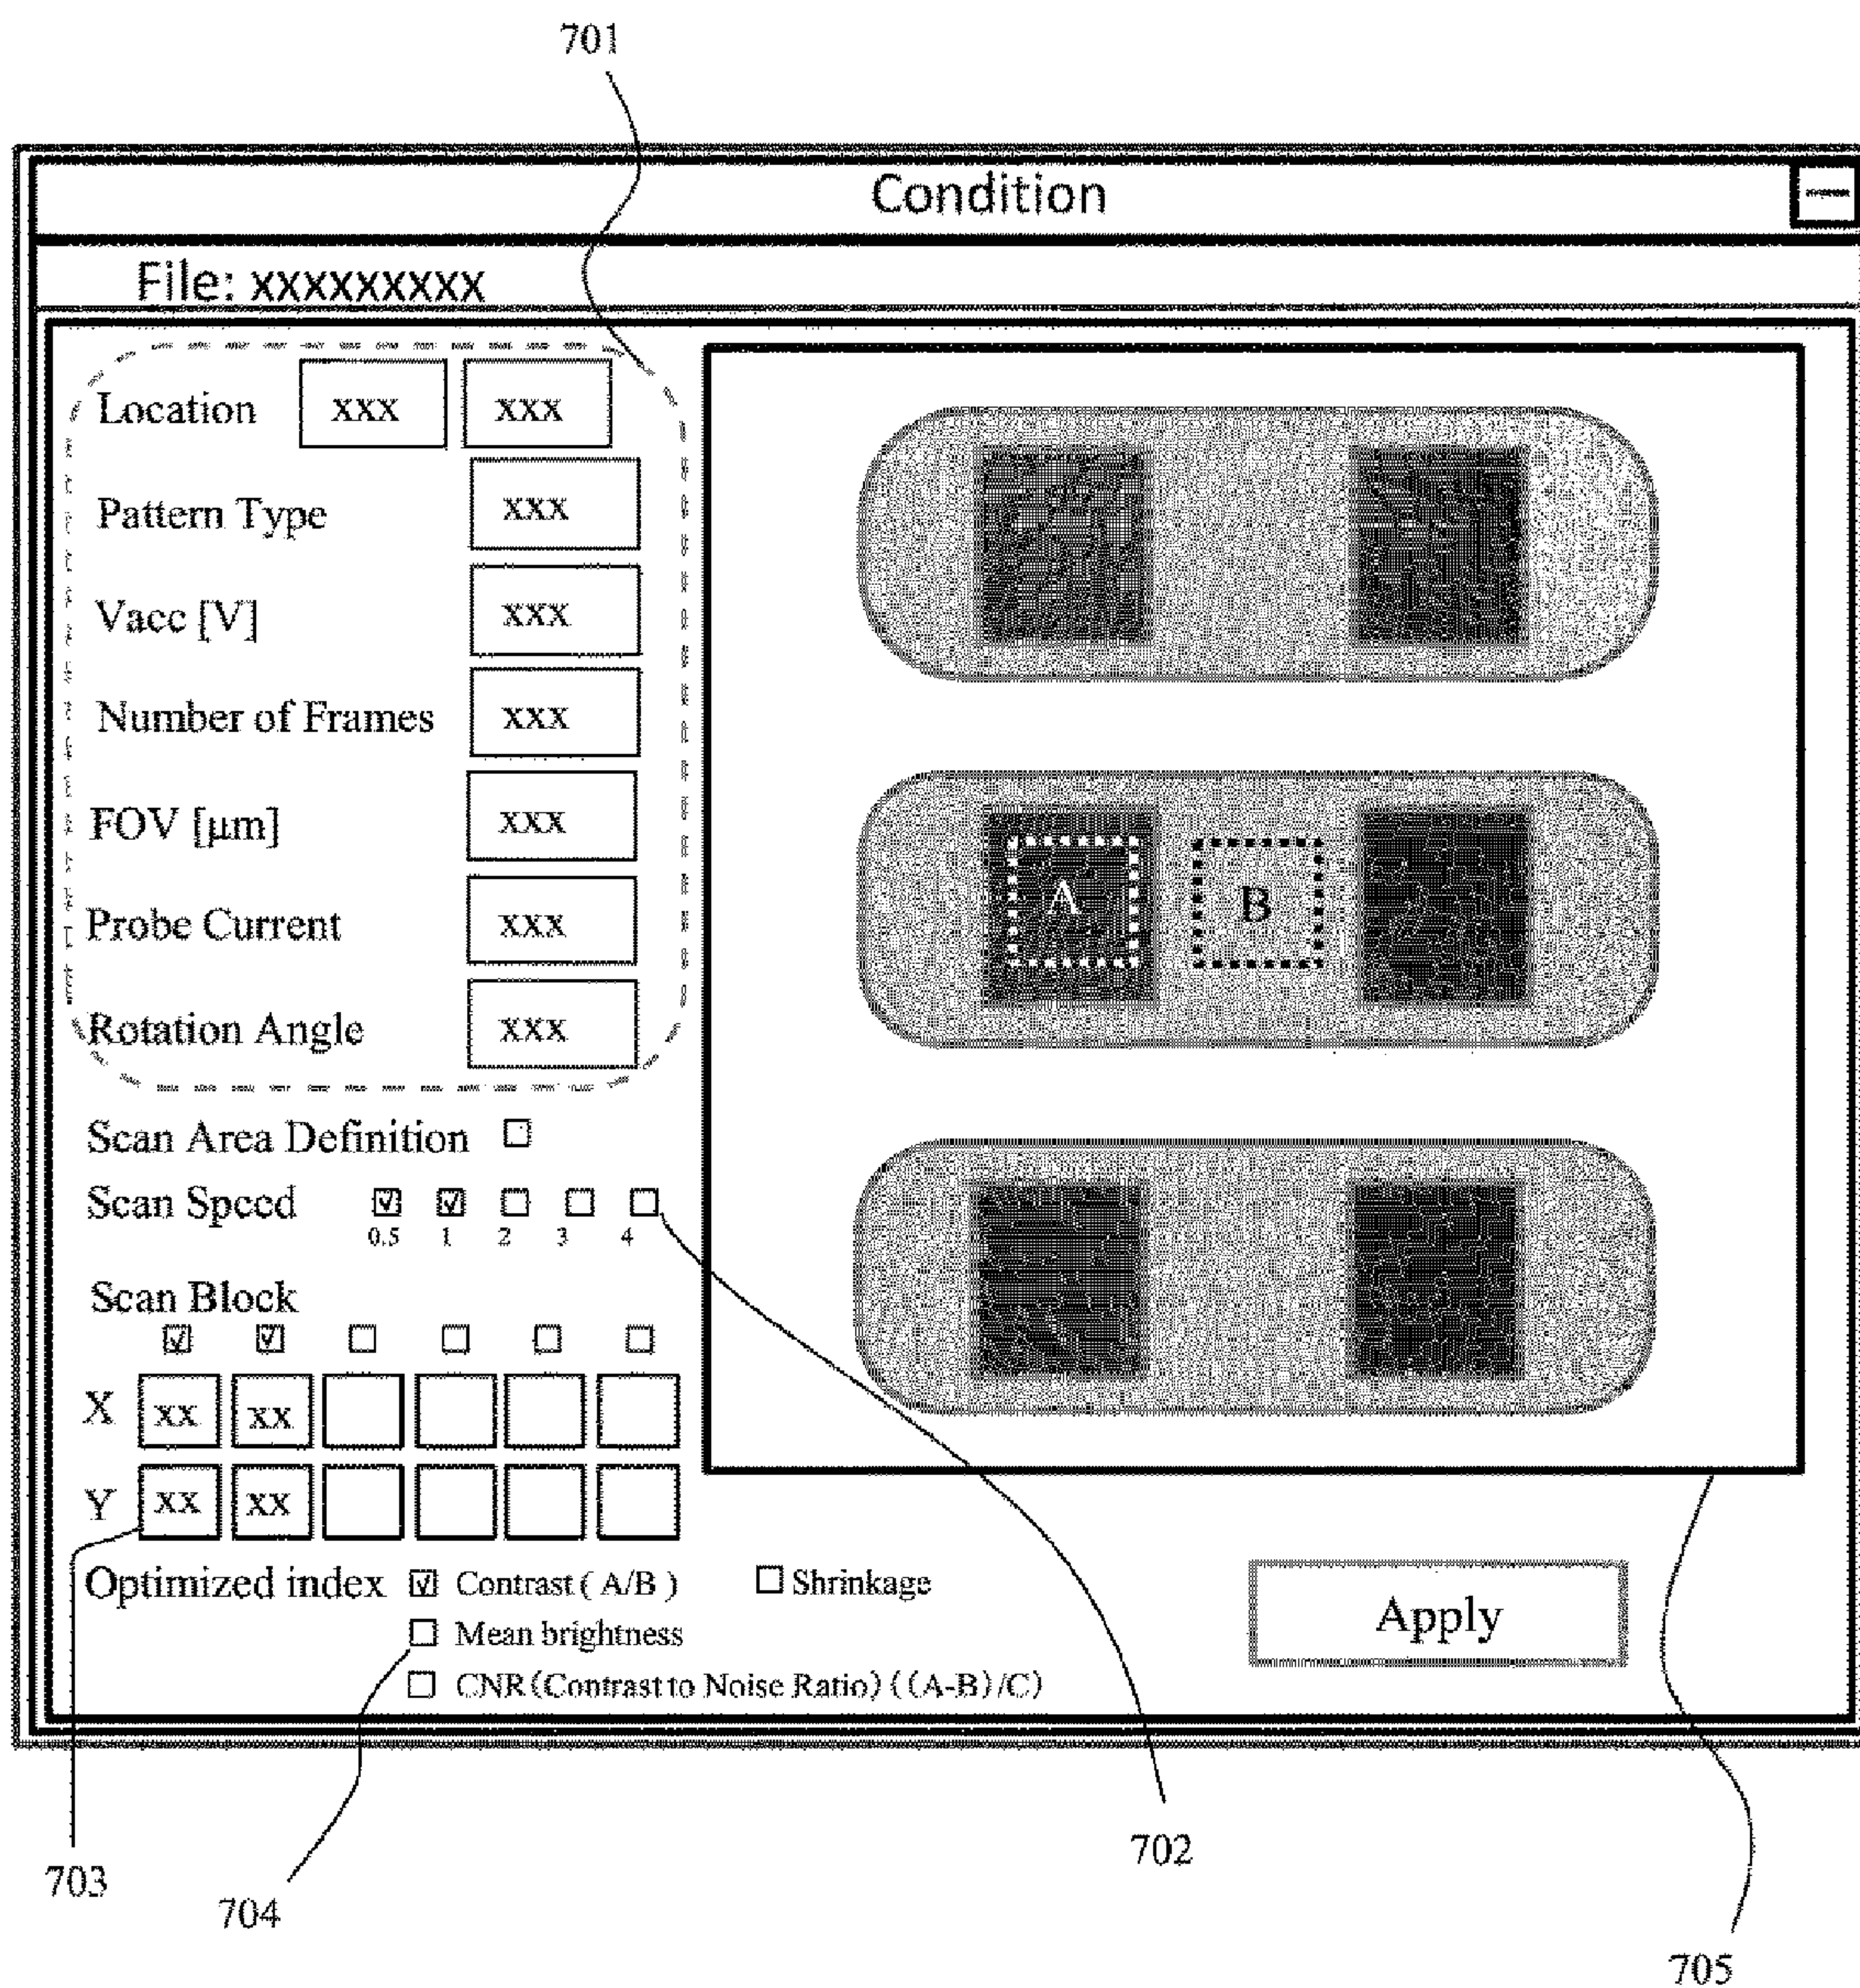 701
Condition
File: xxxxxxxxx
Location xxx xxx
Pattern Type xxx
Vacc [V] xxx
Number of Frames xxx
FOV [μm] xxx
Probe Current xxx
Rotation Angle xxx
A B
Scan Area Definition
Scan Speed
0.5 1 2 3 4
Scan Block
X xx xx
Y xx xx
Optimized index Contrast ( A/B ) Shrinkage
Mean brightness
CNR (Contrast to Noise Ratio) ((A-B)/C)
Apply
702
703
704
705